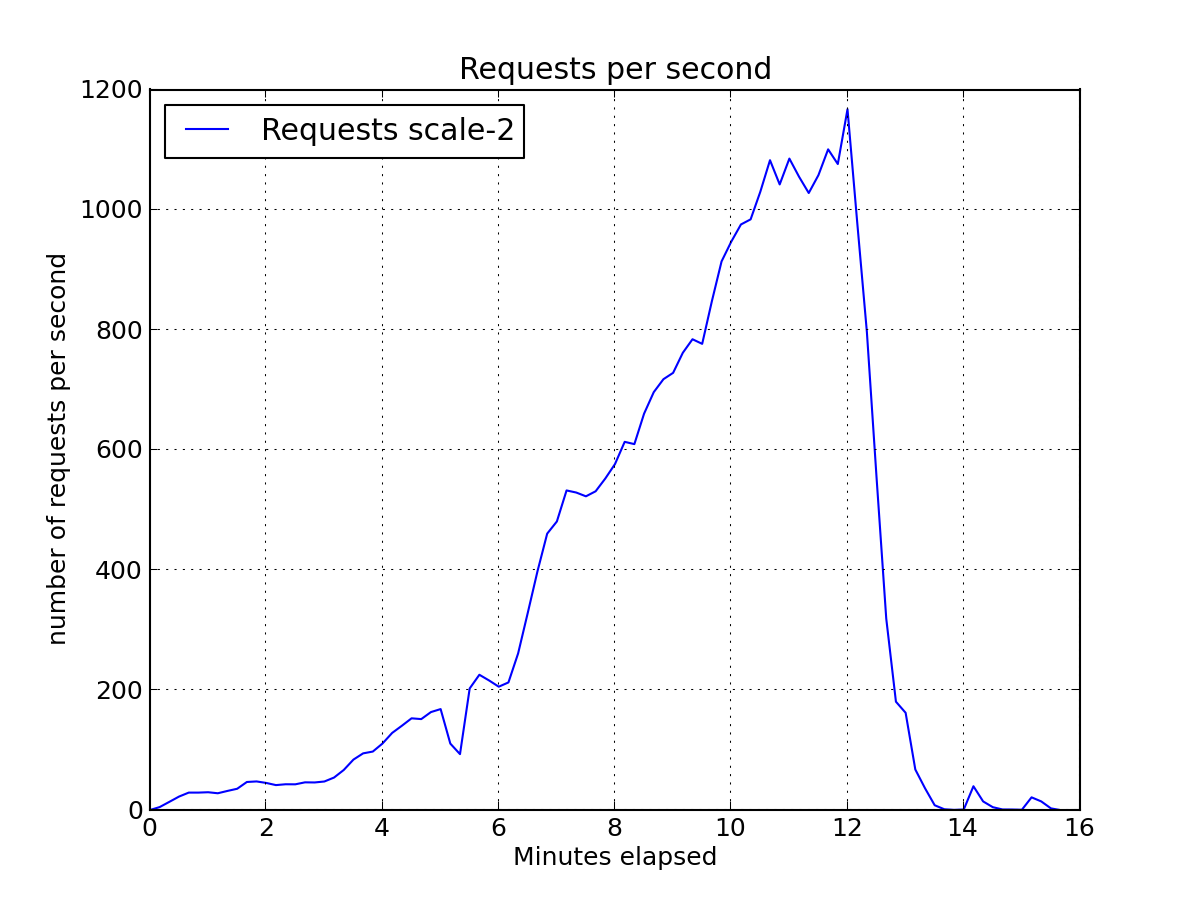 Requests per second
Requests scale-2
number of requests per second
1200
1000
800
600
400
200
0
0 2 4 6 8 10 12 14 16
Minutes elapsed